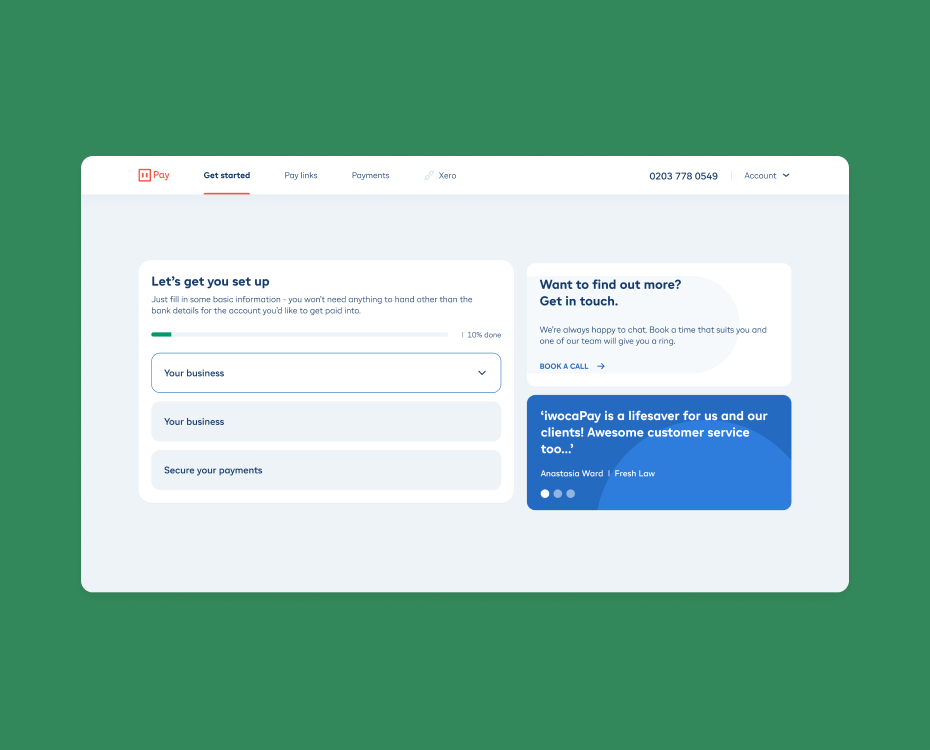 Pay
Get started
Pay links
Payments
Xero
0203 778 0549
Account
Let's get you set up
Just fill in some basic information - you won't need anything to hand other than the
bank details for the account you'd like to get paid into.
10% done
Your business
Your business
Secure your payments
Want to find out more?
Get in touch.
We're always happy to chat. Book a time that suits you and
one of our team will give you a ring.
BOOK A CALL
‘iwocaPay is a lifesaver for us and our
clients! Awesome customer service
too...’
Anastasia Ward | Fresh Law